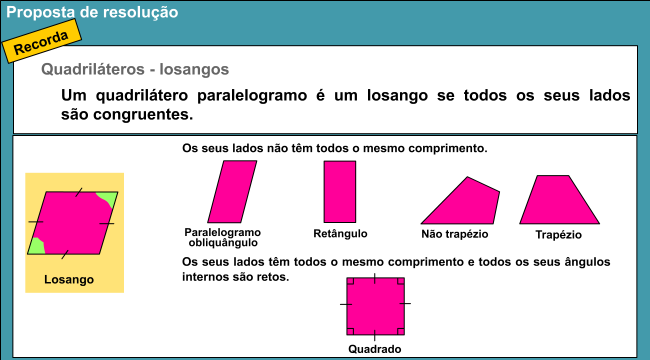 Proposta de resolução
Recorda
Quadriláteros - losangos
Um quadrilátero paralelogramo é um losango se todos os seus lados
são congruentes.
Os seus lados não têm todos o mesmo comprimento.
Losango
Paralelogramo
obliquângulo
Retângulo
Não trapézio
Trapézio
Os seus lados têm todos o mesmo comprimento e todos os seus ângulos
internos são retos.
Quadrado